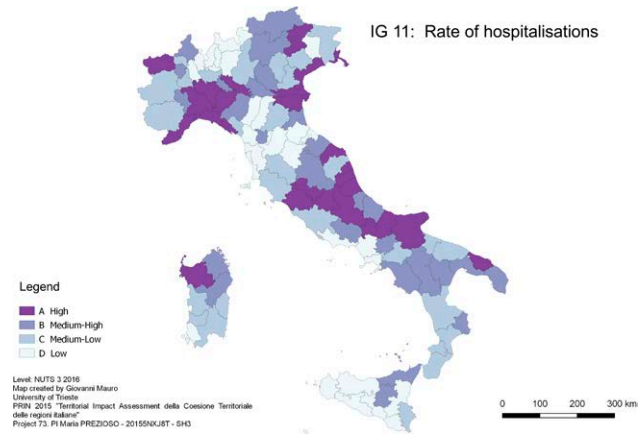 IG 11: Rate of hospitalisations
Legend
A High
B Medium-High
C Medium-Low
D Low
Level: NUTS 3 2016
Map created by Giovanni Mauro
University of Trieste
PRIN 2015 "Territorial Impact Assessment della Coesione Territoriale
delle regioni italiane"
Project 73. PI Maria PREZIOSO - 20155NXJ8T - SH3
0 100 200 300 km